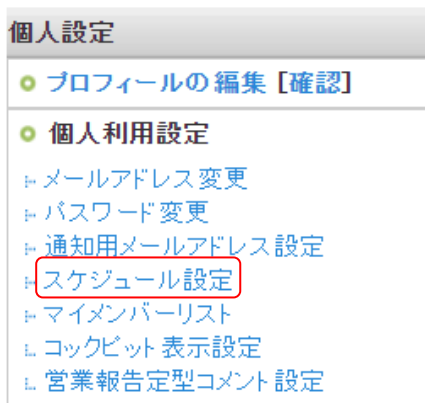 個人設定
プロフィールの編集 [確認]
個人利用設定
メールアドレス変更
パスワード変更
通知用メールアドレス設定
スケジュール設定
マイメンバーリスト
コックピット表示設定
営業報告定型コメント設定